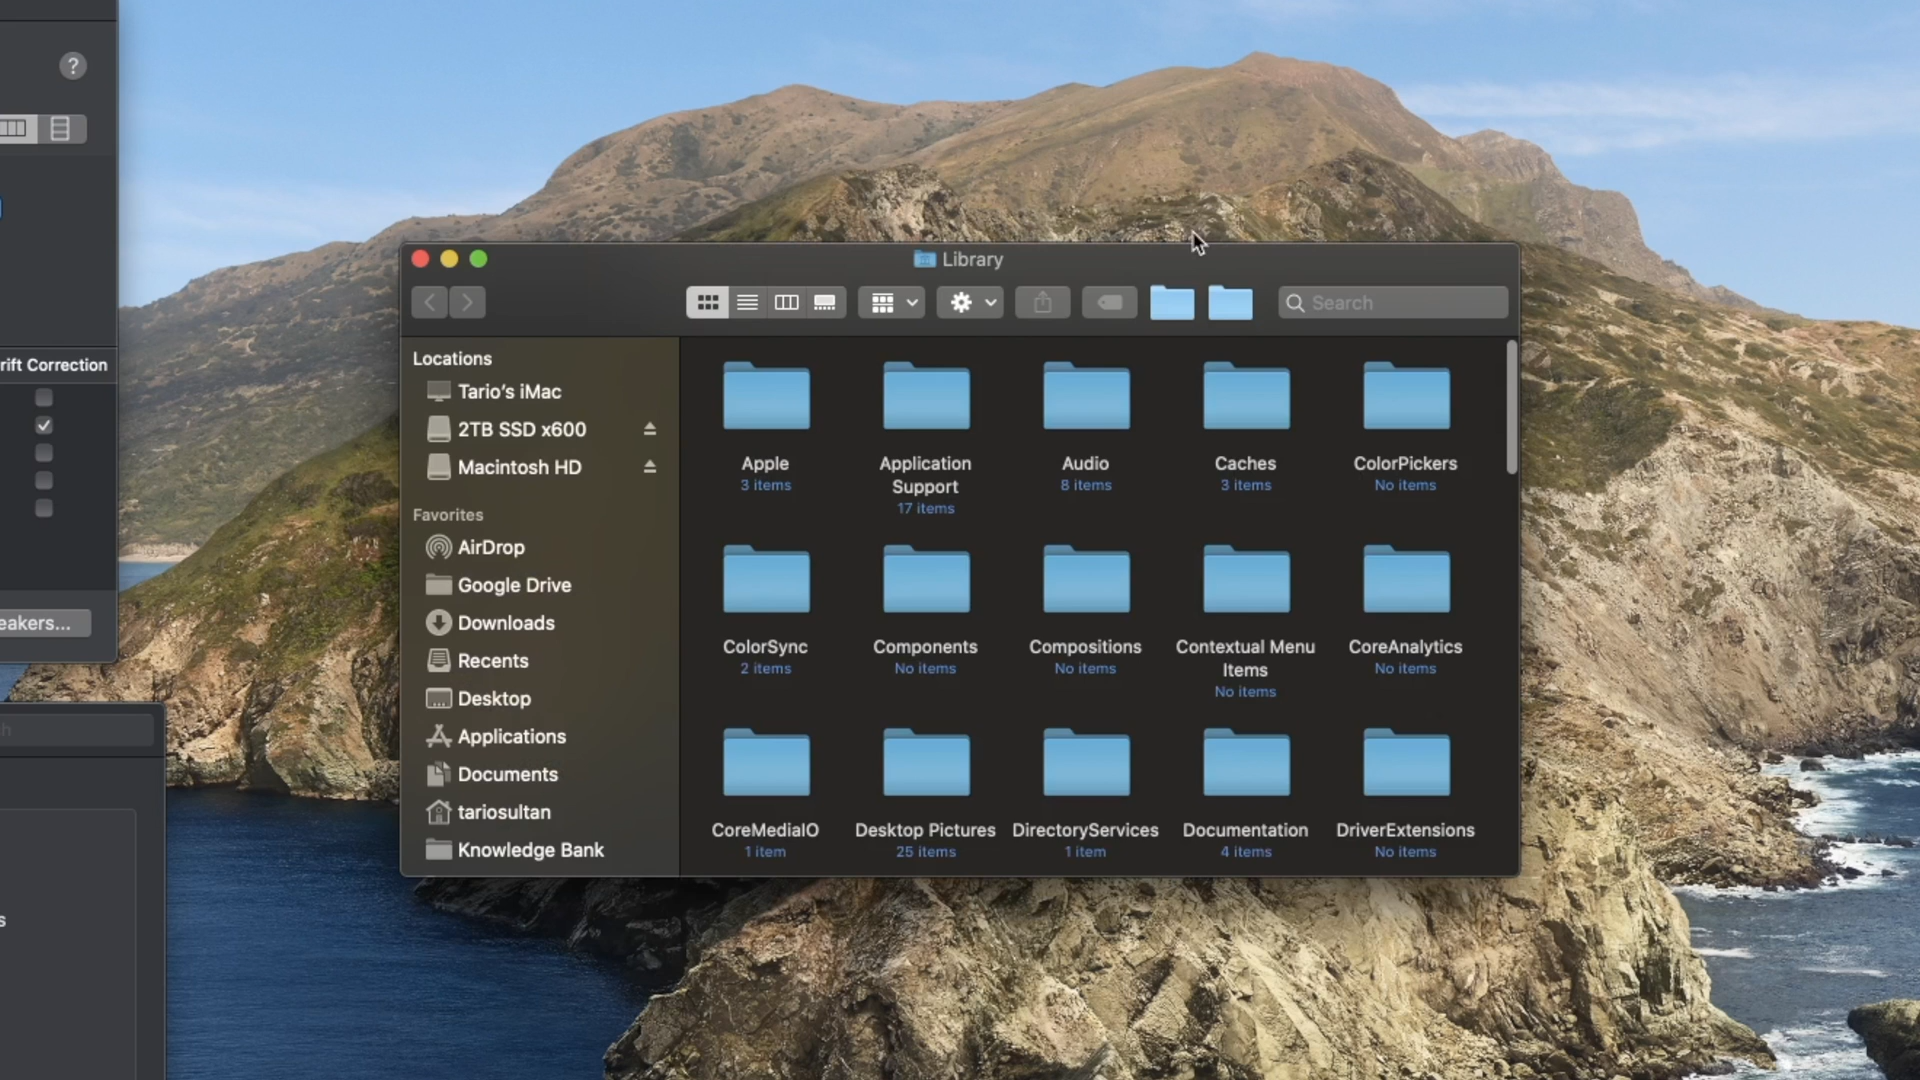 ?
rift Correction
eakers...
h
s
Library
Search
Locations
Tario's iMac
2TB SSD x600
Macintosh HD
Favorites
AirDrop
Google Drive
Downloads
Recents
Desktop
Applications
Documents
tariosultan
Knowledge Bank
Apple
3 items
Application
Support
17 items
Audio
8 items
Caches
3 items
ColorPickers
No items
ColorSync
2 items
Components
No items
Compositions
No items
Contextual Menu
Items
No items
CoreAnalytics
No items
CoreMediaIO
1 item
Desktop Pictures
25 items
DirectoryServices
1 item
Documentation
4 items
DriverExtensions
No items